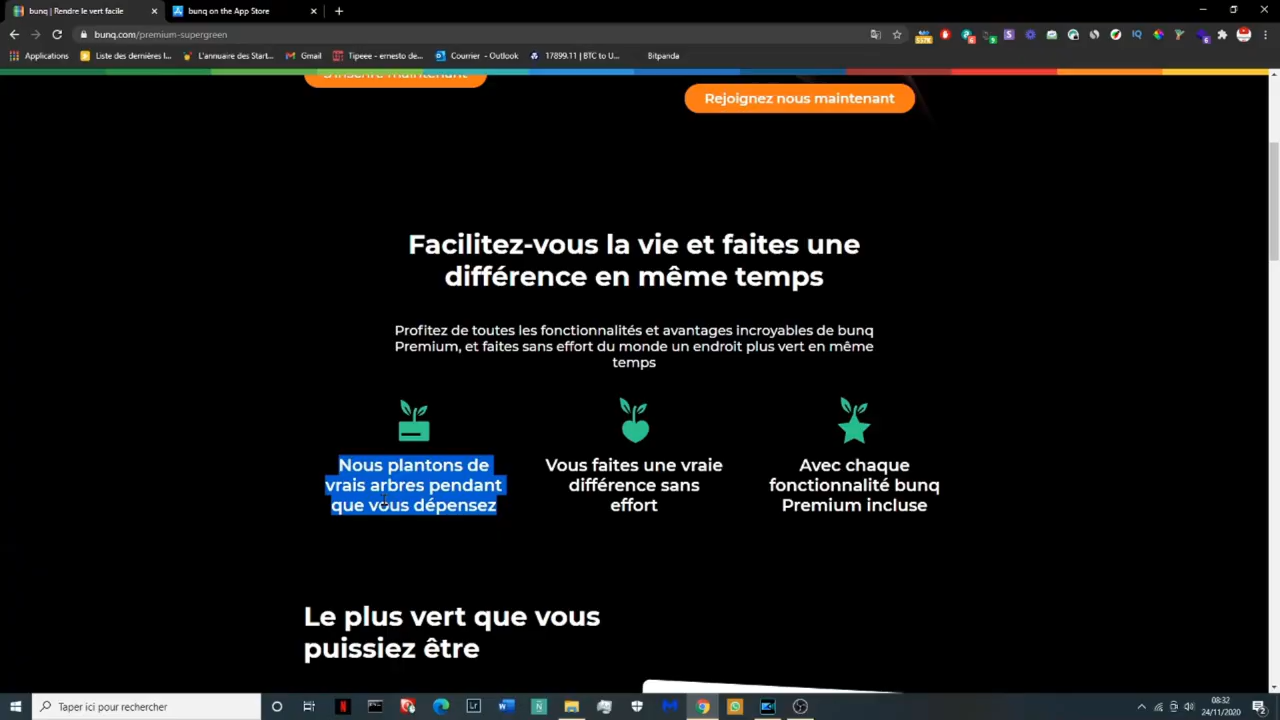 bunq | Rendre le vert facile
bunq on the App Store
bunq.com/premium-supergreen
Applications
Liste des dernières l...
L'annuaire des Start...
Gmail
Tipeee - ernesto de...
Courrier - Outlook
17899.11 | BTC to U...
Bitpanda
S'inscrire maintenant
Rejoignez nous maintenant
Facilitez-vous la vie et faites une
différence en même temps
Profitez de toutes les fonctionnalités et avantages incroyables de bunq
Premium, et faites sans effort du monde un endroit plus vert en même
temps
Nous plantons de
vrais arbres pendant
que vous dépensez
Vous faites une vraie
différence sans
effort
Avec chaque
fonctionnalité bunq
Premium incluse
Le plus vert que vous
puissiez être
Taper ici pour rechercher
08:32
24/11/2020